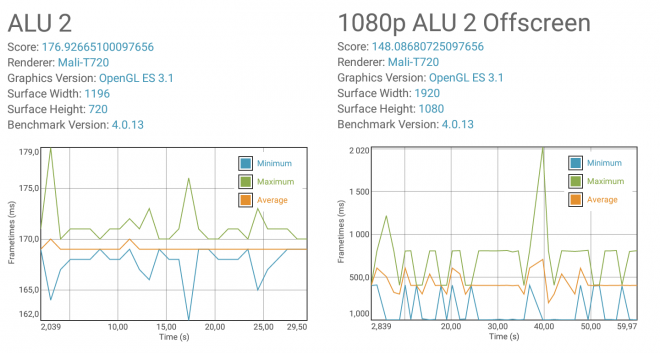 ALU 2
Score: 176.92665100097656
Renderer: Mali-T720
Graphics Version: OpenGL ES 3.1
Surface Width: 1196
Surface Height: 720
Benchmark Version: 4.0.13
179,0
175,0
170,0
165,0
162,0
Frametimes (ms)
Minimum
Maximum
Average
2,039
10,00
15,00
20,00
25,00
29,50
Time (s)
1080p ALU 2 Offscreen
Score: 148.08680725097656
Renderer: Mali-T720
Graphics Version: OpenGL ES 3.1
Surface Width: 1920
Surface Height: 1080
Benchmark Version: 4.0.13
2 020
1 500
1 000
500,0
1,000
Frametimes (ms)
Minimum
Maximum
Average
2,839
20,00
30,00
40,00
50,00
59,97
Time (s)